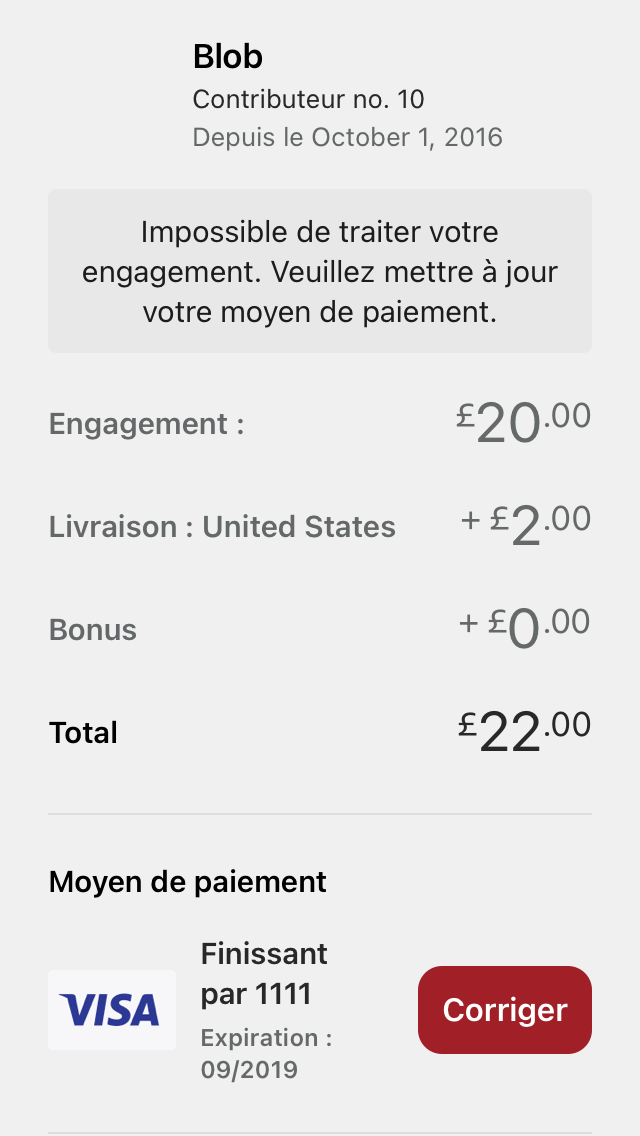 Blob
Contributeur no. 10
Depuis le October 1, 2016
Impossible de traiter votre
engagement. Veuillez mettre à jour
votre moyen de paiement.
Engagement : £20.00
Livraison : United States + £2.00
Bonus + £0.00
Total £22.00
Moyen de paiement
VISA
Finissant
par 1111
Expiration :
09/2019
Corriger